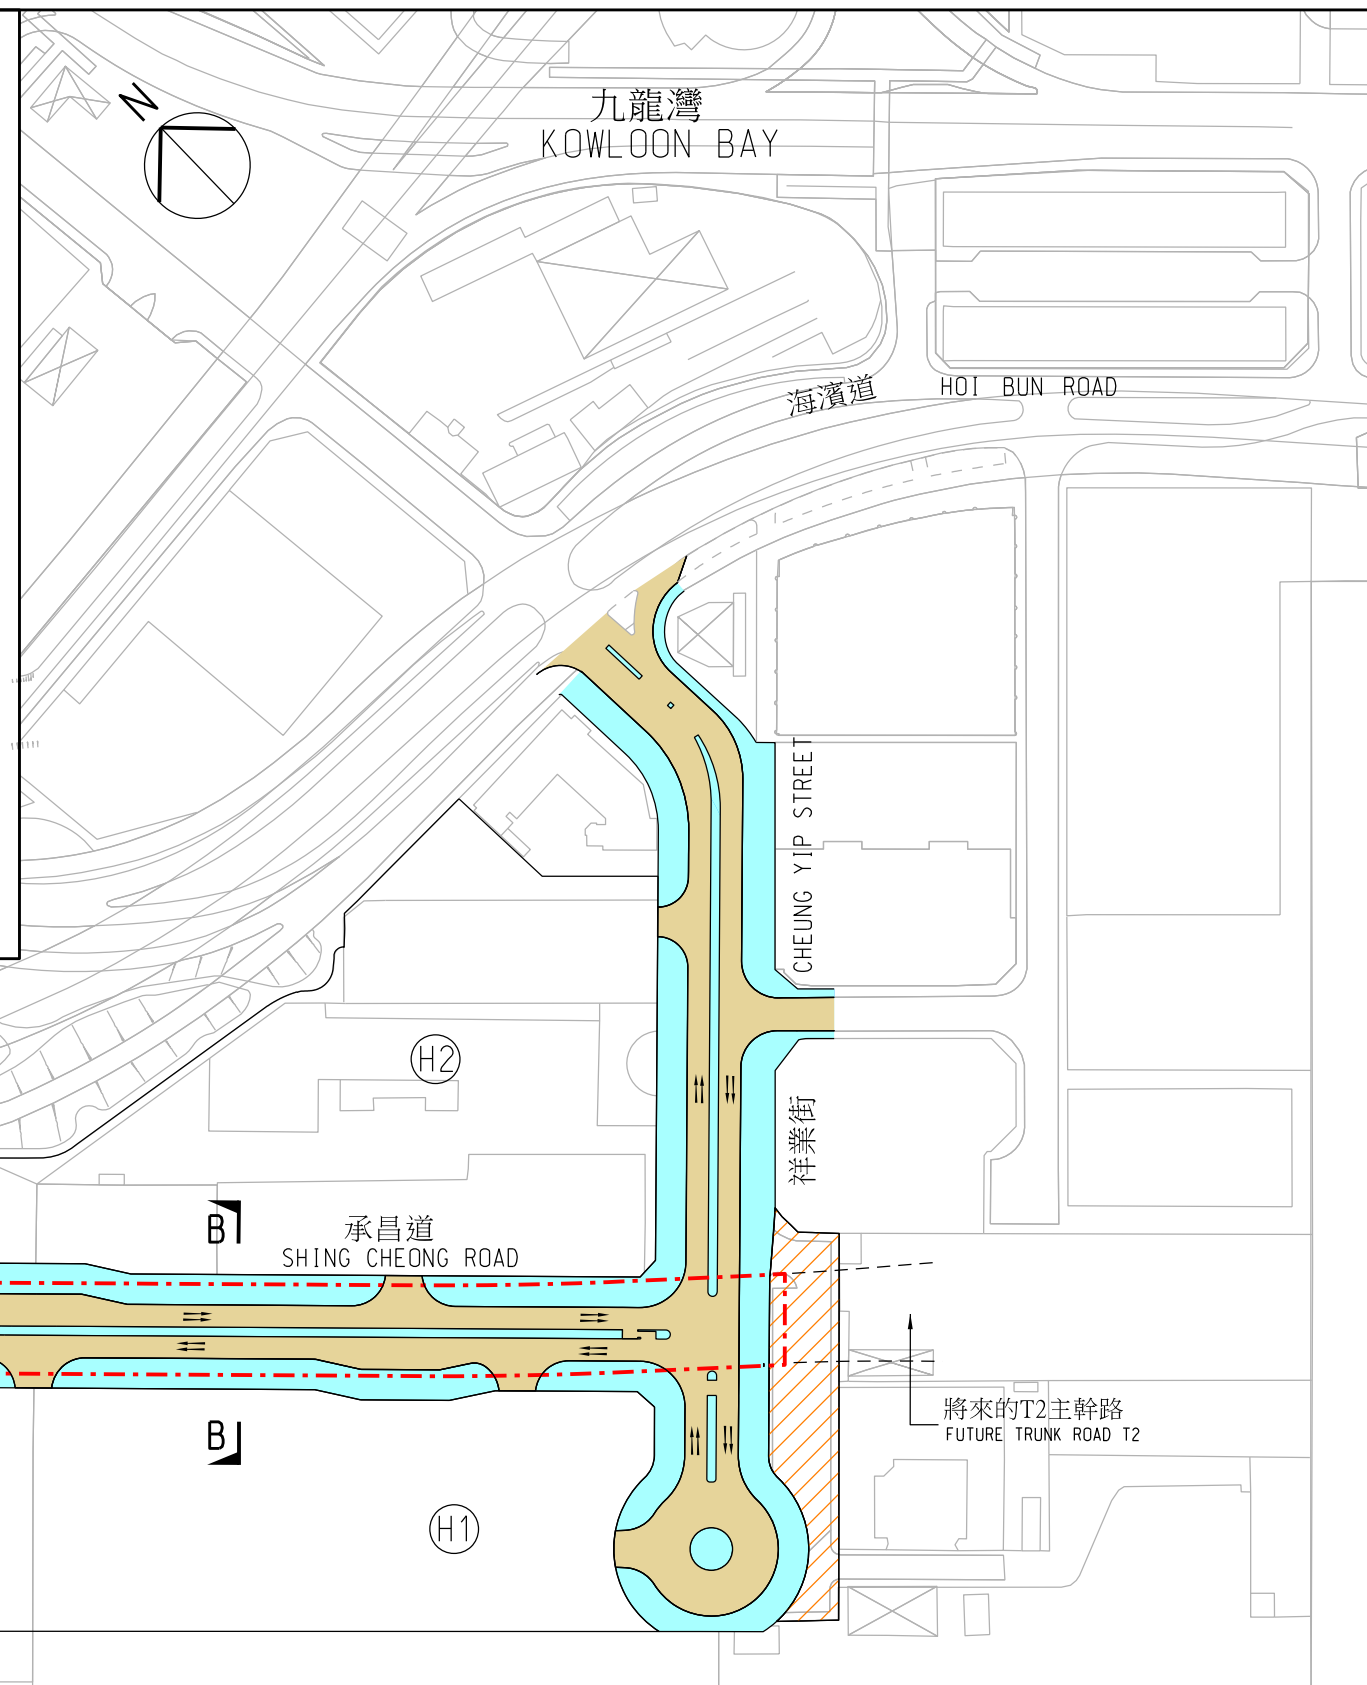 N
九龍灣
KOWLOON BAY
海濱道
HOI BUN ROAD
CHEUNG YIP STREET
H2
祥業街
B
承昌道
SHING CHEONG ROAD
將來的T2主幹路
FUTURE TRUNK ROAD T2
B
H1